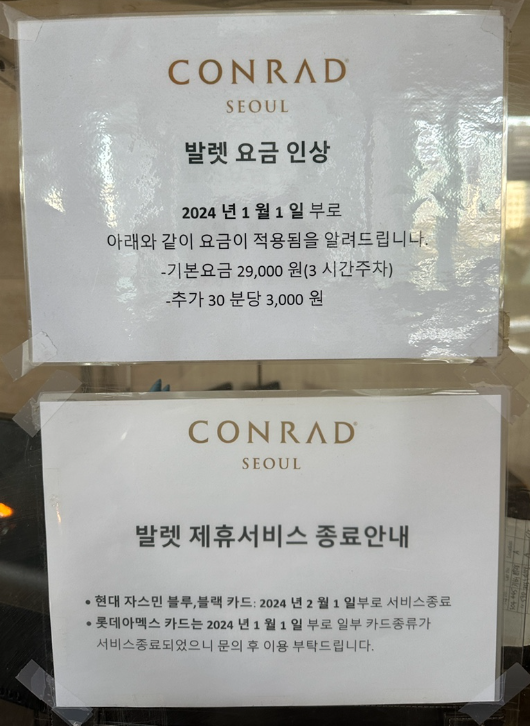 CONRAD
SEOUL
발렛 요금 인상
2024 년 1 월 1 일 부로
아래와 같이 요금이 적용됨을 알려드립니다.
-기본요금 29,000 원(3 시간주차)
-추가 30 분당 3,000 원
CONRAD
SEOUL
발렛 제휴서비스 종료안내
• 현대 자스민 블루,블랙 카드: 2024 년 2 월 1 일부로 서비스종료
• 롯데아멕스 카드는 2024 년 1 월 1 일 부로 일부 카드종류가
서비스종료되었으니 문의 후 이용 부탁드립니다.